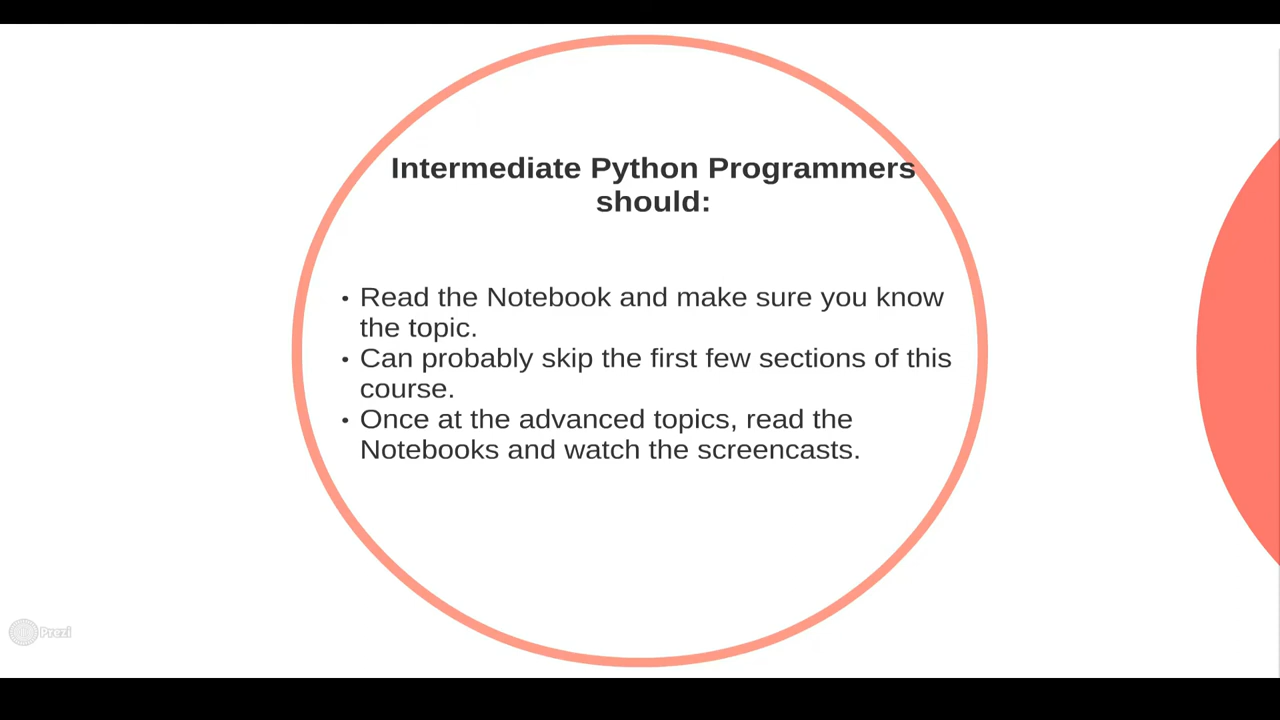 Intermediate Python Programmers
should:
• Read the Notebook and make sure you know
the topic.
• Can probably skip the first few sections of this
course.
• Once at the advanced topics, read the
Notebooks and watch the screencasts.
Prezi